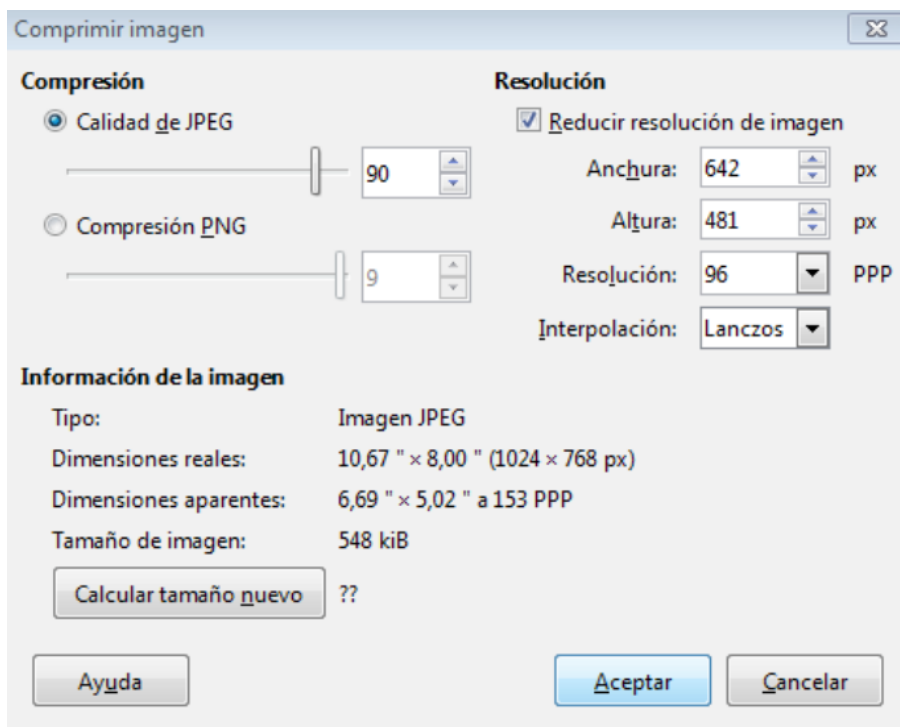 Comprimir imagen
Compresión
Calidad de JPEG
90
Compresión PNG
9
Resolución
Reducir resolución de imagen
Anchura: 642 px
Altura: 481 px
Resolución: 96 PPP
Interpolación: Lanczos
Información de la imagen
Tipo: Imagen JPEG
Dimensiones reales: 10,67 " × 8,00 " (1024 × 768 px)
Dimensiones aparentes: 6,69 " × 5,02 " a 153 PPP
Tamaño de imagen: 548 kiB
Calcular tamaño nuevo ??
Ayuda Aceptar Cancelar